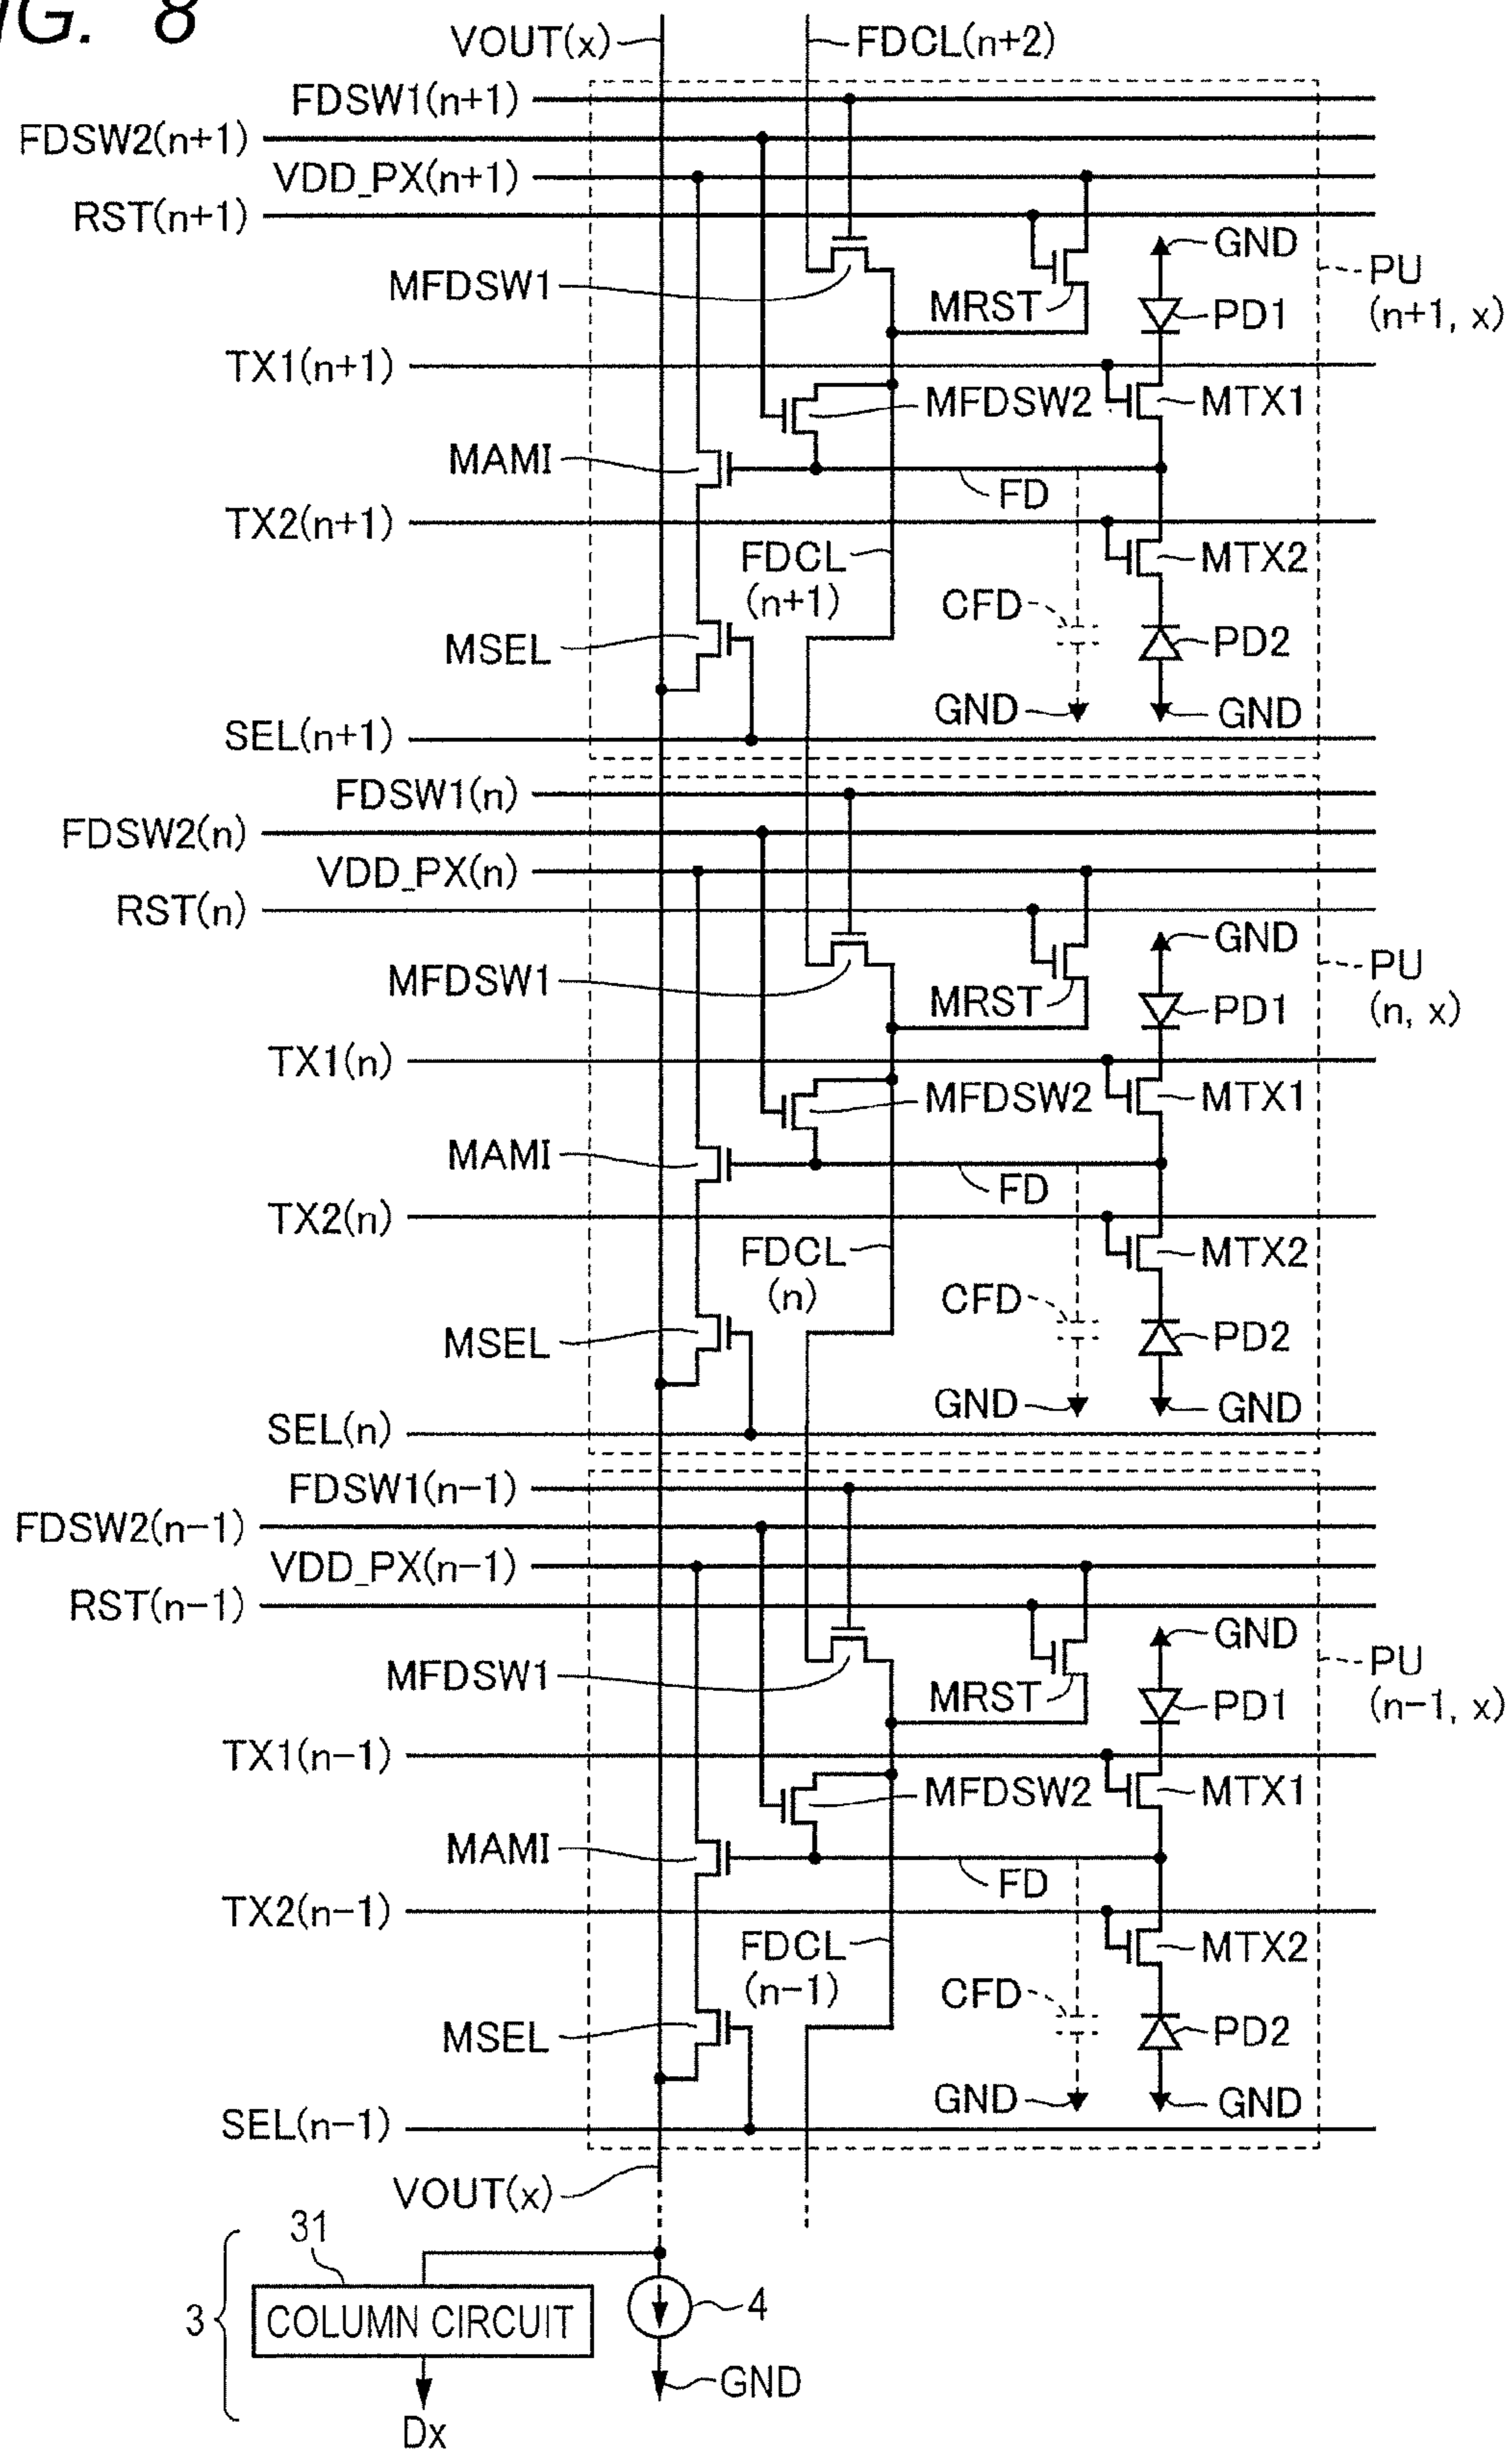 FIG. 8
VOUT(x) FDCL(n+2)
FDSW1(n+1)
FDSW2(n+1)
VDD_PX(n+1)
RST(n+1)
GND
MFDSW1
PU
(n+1, x)
MRST
PD1
TX1(n+1)
MFDSW2
MTX1
MAMI
FD
TX2(n+1)
FDCL
(n+1)
MTX2
CFD
MSEL
PD2
GND
GND
SEL(n+1)
FDSW1(n)
FDSW2(n)
VDD_PX(n)
RST(n)
GND
MFDSW1
PU
(n, x)
MRST
PD1
TX1(n)
MFDSW2
MTX1
MAMI
FD
TX2(n)
FDCL
(n)
MTX2
CFD
MSEL
PD2
GND
GND
SEL(n)
FDSW1(n-1)
FDSW2(n-1)
VDD_PX(n-1)
RST(n-1)
GND
MFDSW1
PU
(n-1, x)
MRST
PD1
TX1(n-1)
MFDSW2
MTX1
MAMI
FD
TX2(n-1)
FDCL
(n-1)
MTX2
CFD
MSEL
PD2
GND
GND
SEL(n-1)
VOUT(x)
31
3
COLUMN CIRCUIT
4
GND
Dx